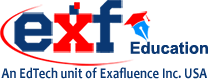 exf Education
An EdTech unit of Exafluence Inc. USA